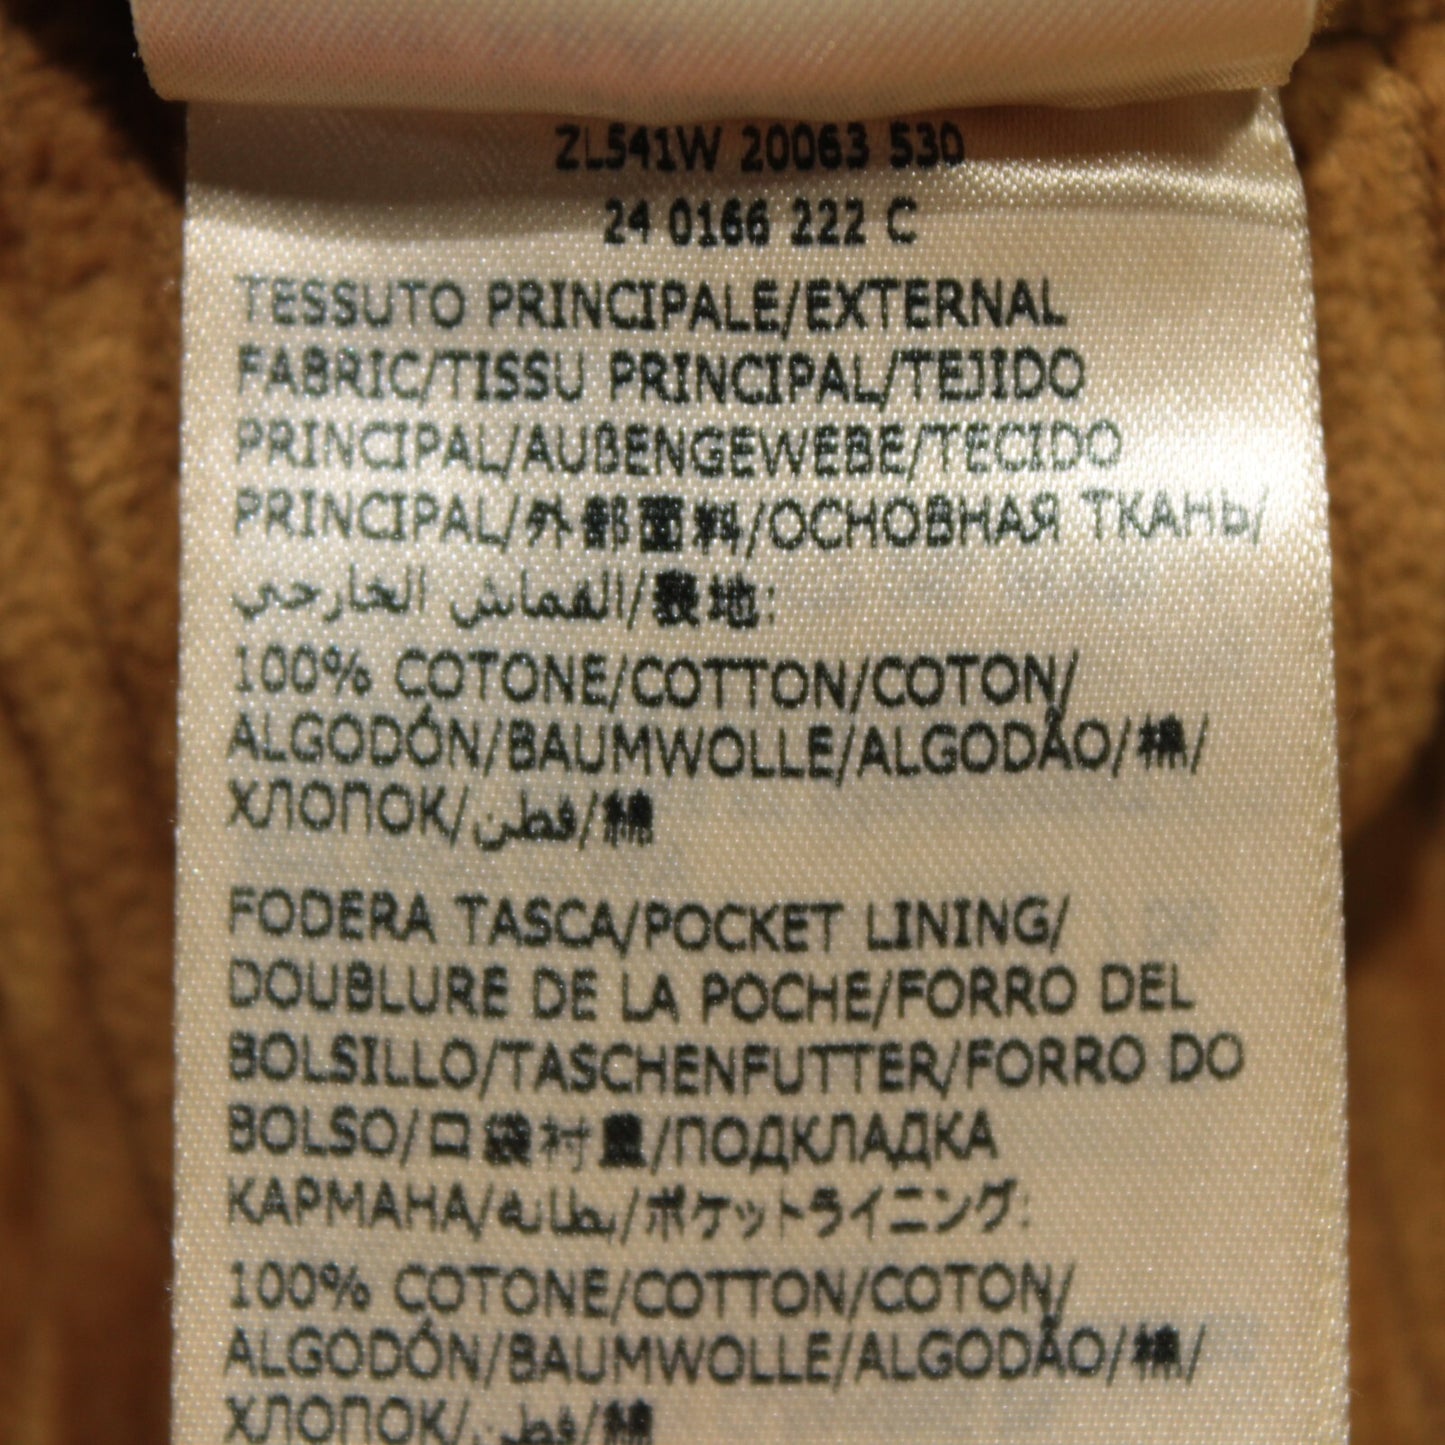 ZL541W 20063 530
24 0166 222 C
TESSUTO PRINCIPALE/EXTERNAL
FABRIC/TISSU PRINCIPAL/TEJIDO
PRINCIPAL/AUßENGEWEBE/TECIDO
PRINCIPAL/外部面料/ОСНОВНАЯ ТКАНЬ/
القماش الخارجي/表地:
100% COTONE/COTTON/COTON/
ALGODÓN/BAUMWOLLE/ALGODÃO/棉/
ХЛОПОК/قطن/綿
FODERA TASCA/POCKET LINING/
DOUBLURE DE LA POCHE/FORRO DEL
BOLSILLO/TASCHENFUTTER/FORRO DO
BOLSO/口袋衬里/ПОДКЛАДКА
КАРМАНА/بطانة/ポケットライニング:
100% COTONE/COTTON/COTON/
ALGODÓN/BAUMWOLLE/ALGODÃO/棉/
ХЛОПОК/قطن/綿